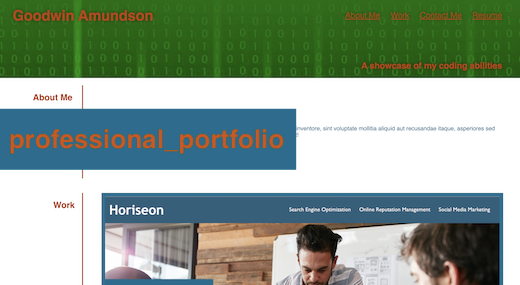 Goodwin Amundson
About Me Work Contact Me Resume
A showcase of my coding abilities
About Me
inventore, sint voluptate mollitia aliquid aut recusandae itaque, asperiores sed
professional_portfolio
Work
Horiseon
Search Engine Optimization Online Reputation Management Social Media Marketing